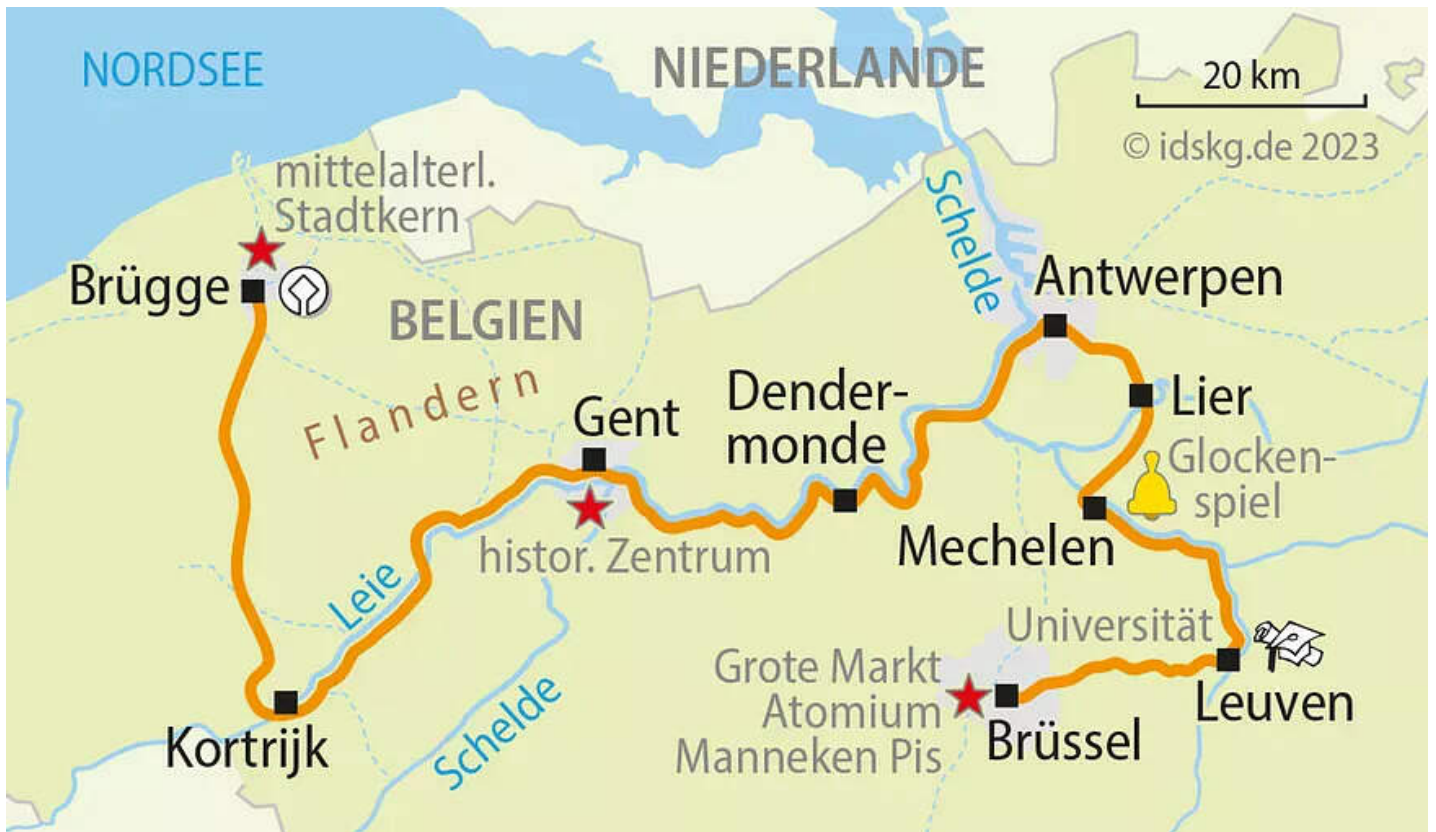 NORDSEE
NIEDERLANDE
20 km
© idskg.de 2023
mittelalterl.
Stadtkern
Schelde
Brügge
Antwerpen
BELGIEN
Flandern
Gent
Dender-
monde
Lier
Glocken-
spiel
Mechelen
histor. Zentrum
Leie
Universität
Grote Markt
Atomium
Manneken Pis
Brüssel
Leuven
Kortrijk
Schelde